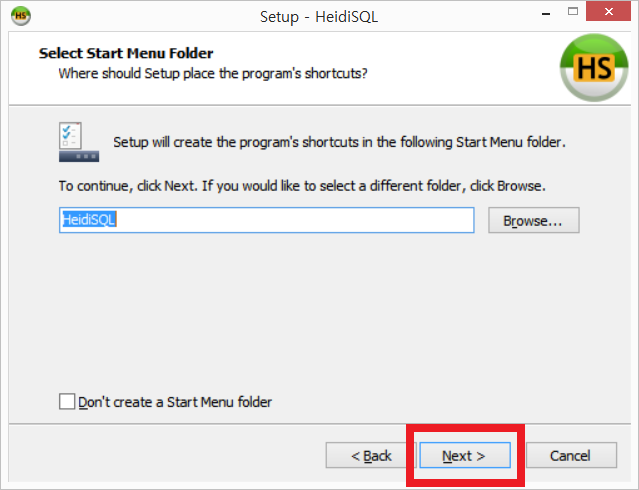 HS
Setup - HeidiSQL
Select Start Menu Folder
Where should Setup place the program's shortcuts?
HS
Setup will create the program's shortcuts in the following Start Menu folder.
To continue, click Next. If you would like to select a different folder, click Browse.
HeidiSQL
Browse...
Don't create a Start Menu folder
< Back
Next >
Cancel